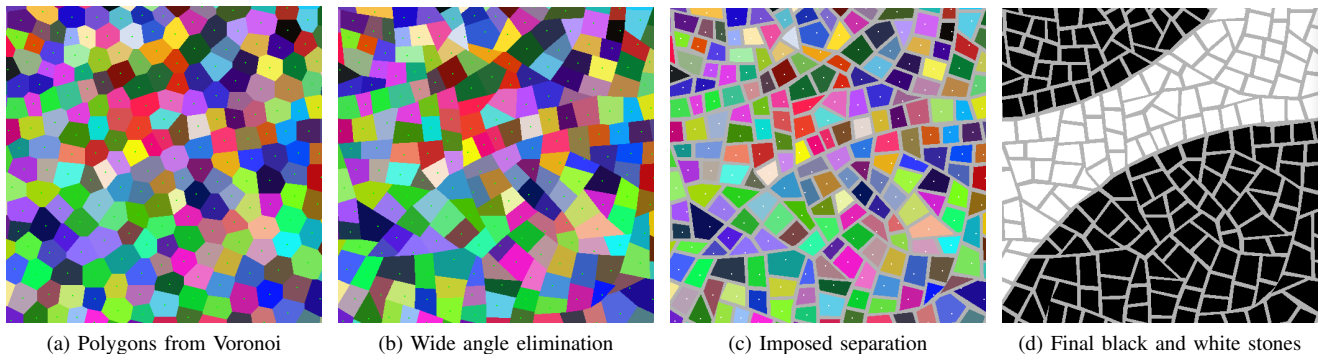 (a) Polygons from Voronoi
(b) Wide angle elimination
(c) Imposed separation
(d) Final black and white stones